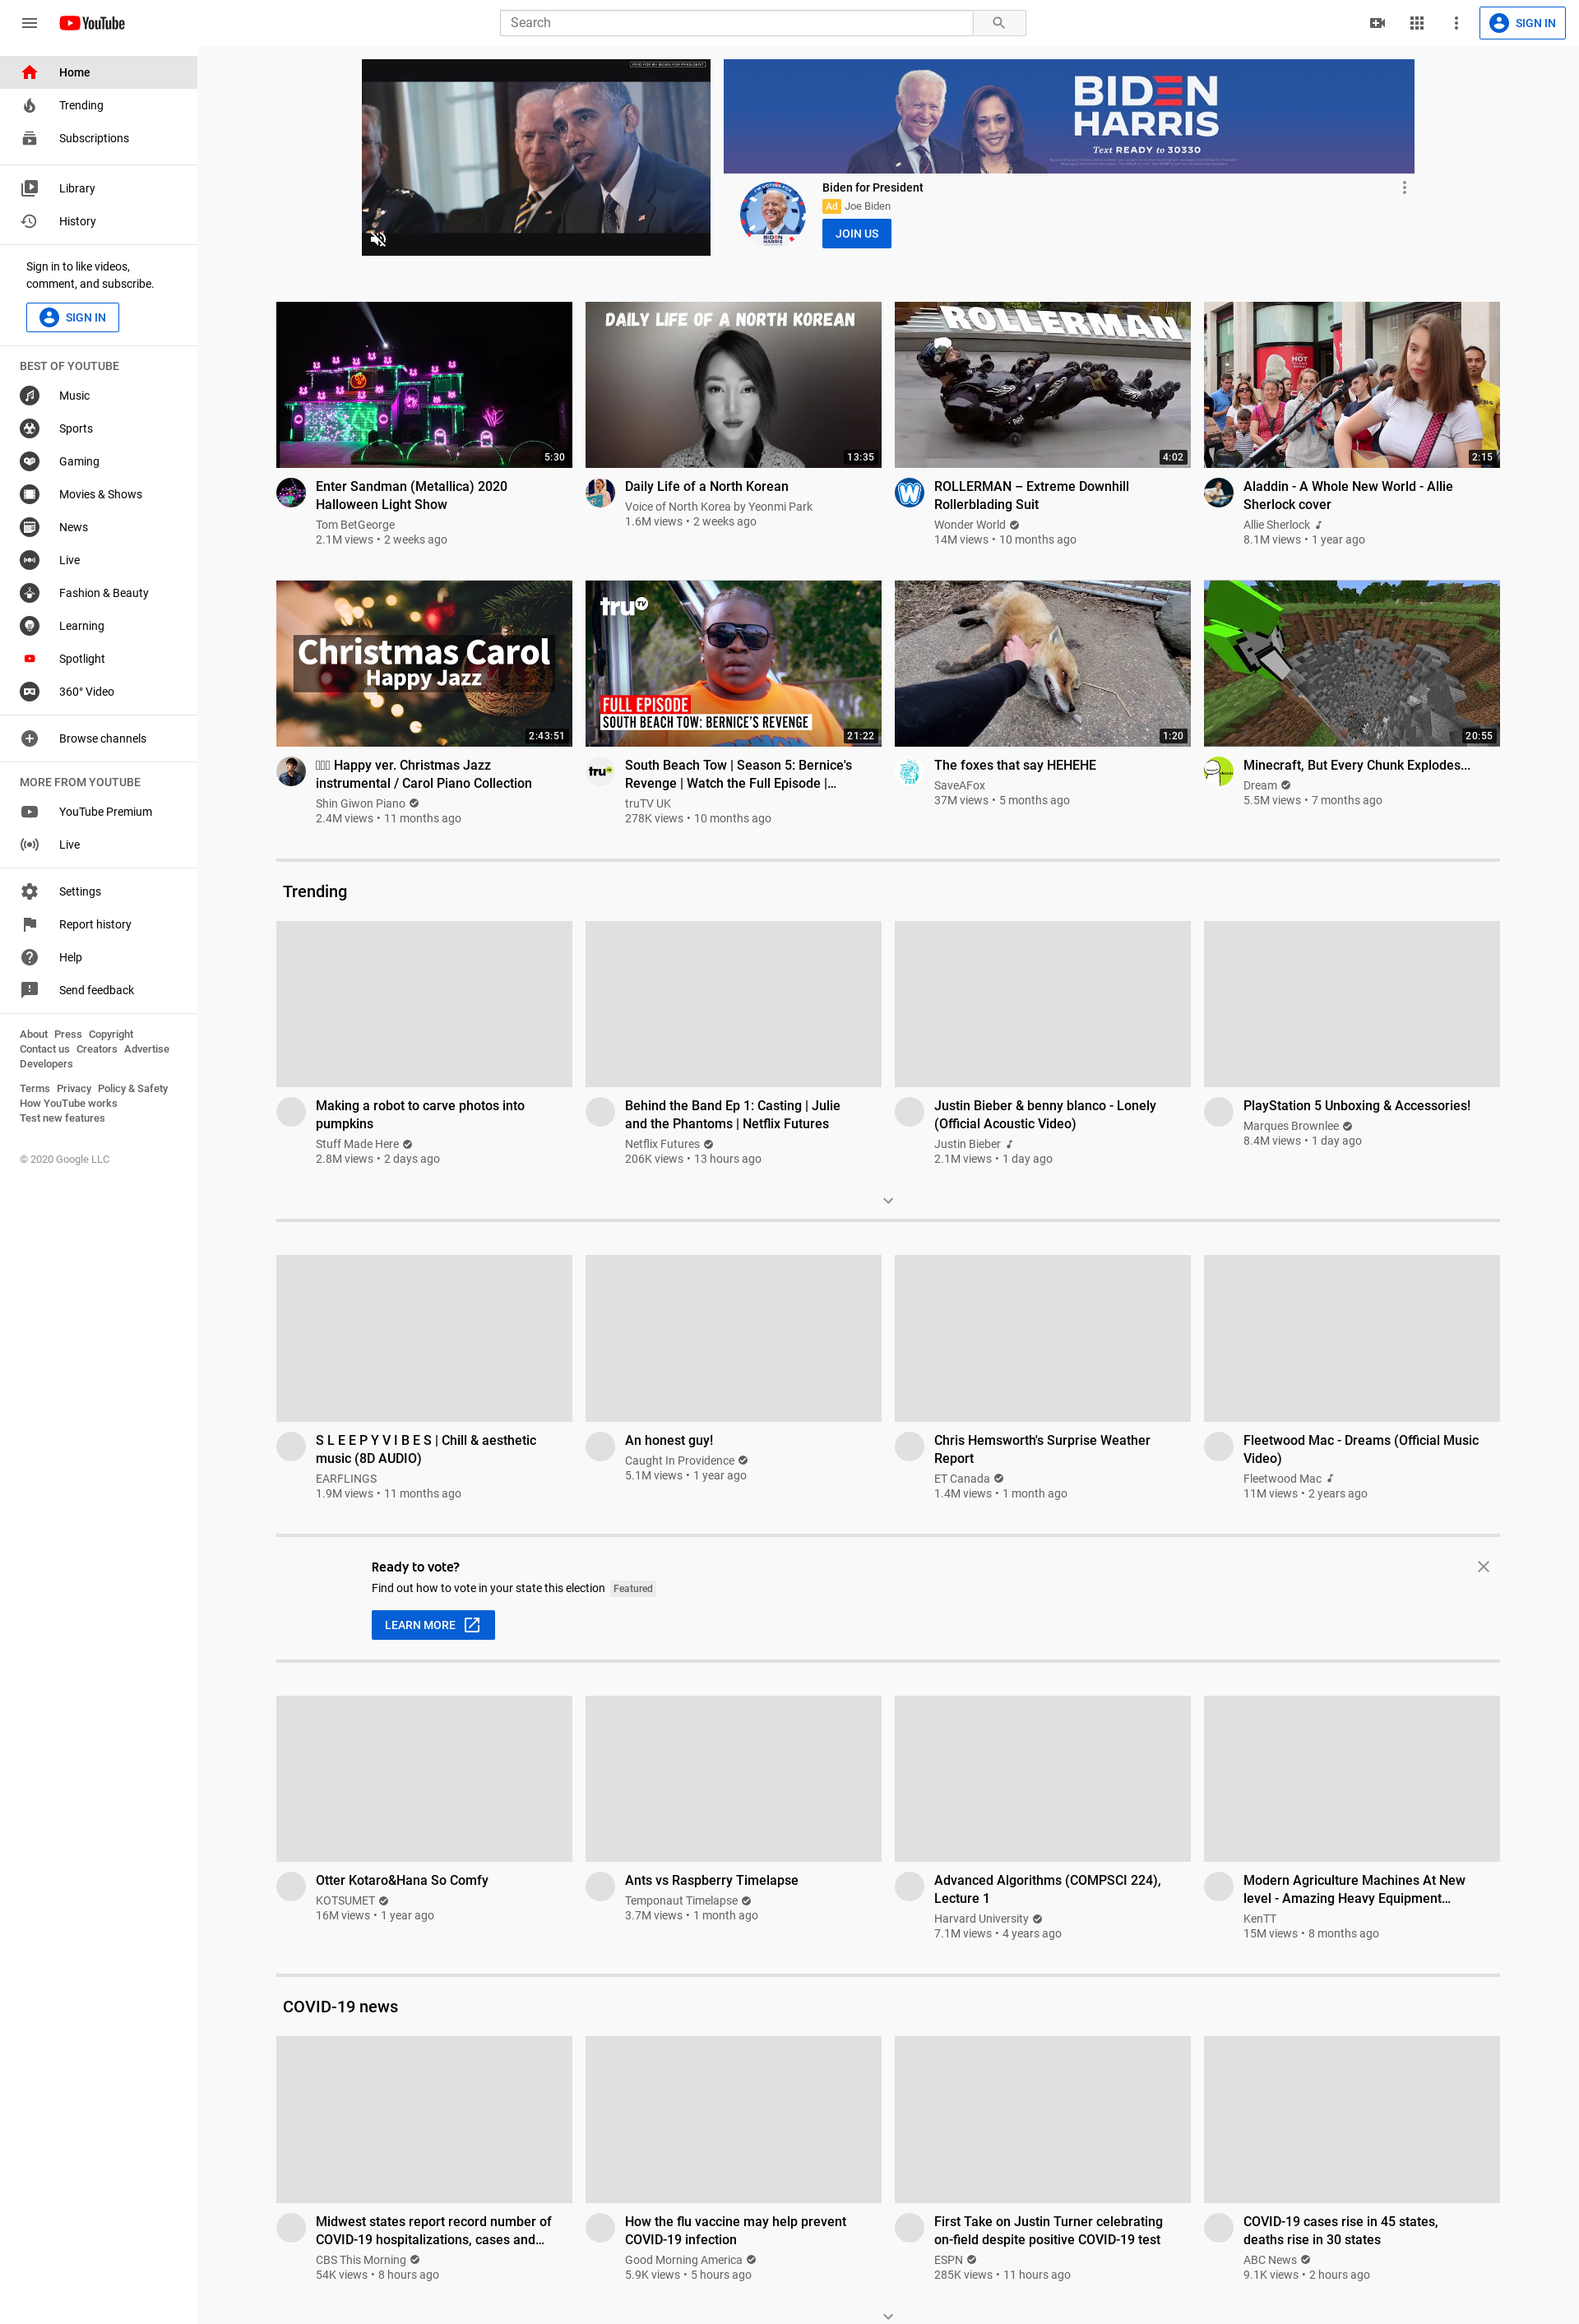 YouTube
Search
SIGN IN
Home
Trending
Subscriptions
Library
History
Sign in to like videos,
comment, and subscribe.
SIGN IN
BEST OF YOUTUBE
Music
Sports
Gaming
Movies & Shows
News
Live
Fashion & Beauty
Learning
Spotlight
360° Video
Browse channels
MORE FROM YOUTUBE
YouTube Premium
Live
Settings
Report history
Help
Send feedback
About Press Copyright
Contact us Creators Advertise
Developers
Terms Privacy Policy & Safety
How YouTube works
Test new features
© 2020 Google LLC
PAID FOR BY BIDEN FOR PRESIDENT
BIDEN
HARRIS
Text READY to 30330
I'M VOTING FOR
BIDEN
HARRIS
Biden for President
Ad Joe Biden
JOIN US
5:30
Enter Sandman (Metallica) 2020
Halloween Light Show
Tom BetGeorge
2.1M views • 2 weeks ago
DAILY LIFE OF A NORTH KOREAN
13:35
Daily Life of a North Korean
Voice of North Korea by Yeonmi Park
1.6M views • 2 weeks ago
ROLLERMAN
4:02
ROLLERMAN – Extreme Downhill
Rollerblading Suit
Wonder World
14M views • 10 months ago
HOT
2:15
Aladdin - A Whole New World - Allie
Sherlock cover
Allie Sherlock
8.1M views • 1 year ago
Christmas Carol
Happy Jazz
2:43:51
Happy ver. Christmas Jazz
instrumental / Carol Piano Collection
Shin Giwon Piano
2.4M views • 11 months ago
truTV
FULL EPISODE
SOUTH BEACH TOW: BERNICE'S REVENGE
21:22
tru
South Beach Tow | Season 5: Bernice's
Revenge | Watch the Full Episode |...
truTV UK
278K views • 10 months ago
1:20
The foxes that say HEHEHE
SaveAFox
37M views • 5 months ago
20:55
Minecraft, But Every Chunk Explodes...
Dream
5.5M views • 7 months ago
Trending
Making a robot to carve photos into
pumpkins
Stuff Made Here
2.8M views • 2 days ago
Behind the Band Ep 1: Casting | Julie
and the Phantoms | Netflix Futures
Netflix Futures
206K views • 13 hours ago
Justin Bieber & benny blanco - Lonely
(Official Acoustic Video)
Justin Bieber
2.1M views • 1 day ago
PlayStation 5 Unboxing & Accessories!
Marques Brownlee
8.4M views • 1 day ago
S L E E P Y V I B E S | Chill & aesthetic
music (8D AUDIO)
EARFLINGS
1.9M views • 11 months ago
An honest guy!
Caught In Providence
5.1M views • 1 year ago
Chris Hemsworth's Surprise Weather
Report
ET Canada
1.4M views • 1 month ago
Fleetwood Mac - Dreams (Official Music
Video)
Fleetwood Mac
11M views • 2 years ago
Ready to vote?
Find out how to vote in your state this election Featured
LEARN MORE
Otter Kotaro&Hana So Comfy
KOTSUMET
16M views • 1 year ago
Ants vs Raspberry Timelapse
Temponaut Timelapse
3.7M views • 1 month ago
Advanced Algorithms (COMPSCI 224),
Lecture 1
Harvard University
7.1M views • 4 years ago
Modern Agriculture Machines At New
level - Amazing Heavy Equipment...
KenTT
15M views • 8 months ago
COVID-19 news
Midwest states report record number of
COVID-19 hospitalizations, cases and...
CBS This Morning
54K views • 8 hours ago
How the flu vaccine may help prevent
COVID-19 infection
Good Morning America
5.9K views • 5 hours ago
First Take on Justin Turner celebrating
on-field despite positive COVID-19 test
ESPN
285K views • 11 hours ago
COVID-19 cases rise in 45 states,
deaths rise in 30 states
ABC News
9.1K views • 2 hours ago